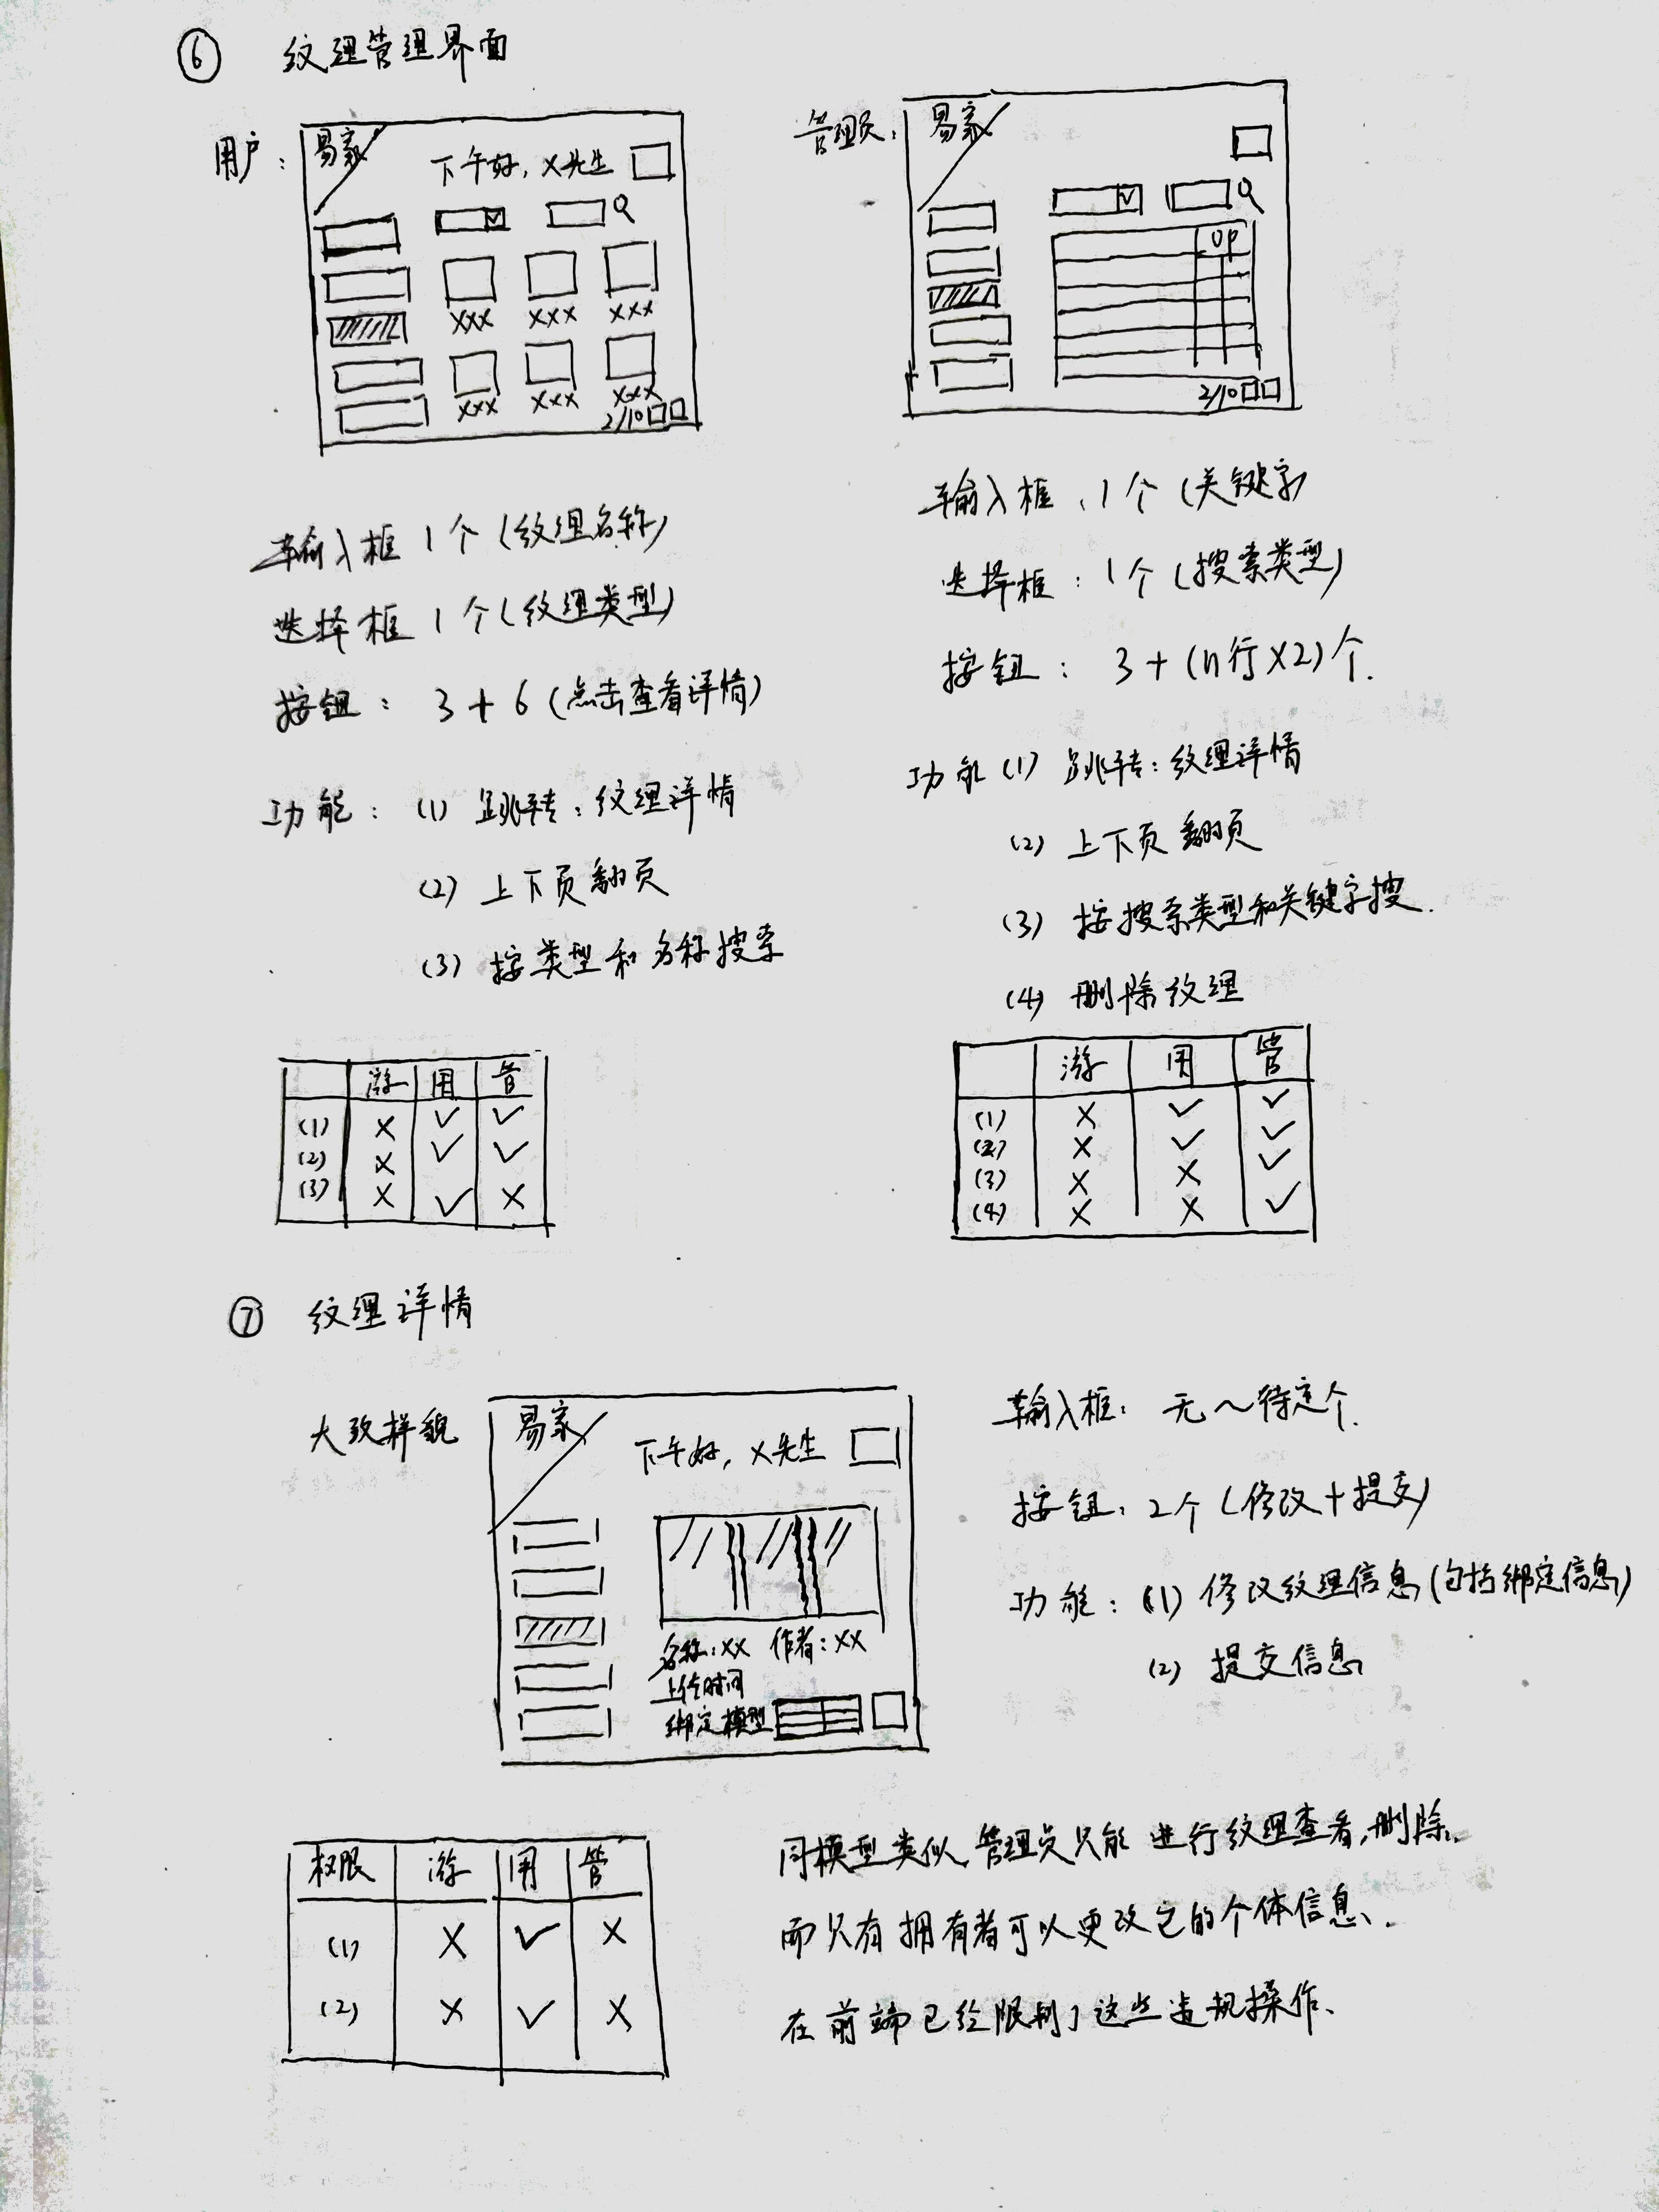 ⑥ 纹理管理界面
用户:
易家
下午好, X先生
XXX XXX XXX
XXX XXX XXX
2/10
管理员:
易家
OP
2/10
输入框 1个(纹理名称)
选择框 1个(纹理类型)
按钮: 3+6(点击查看详情)
功能: (1) 跳转: 纹理详情
(2) 上下页翻页
(3) 按类型和名称搜索
输入框、1个(关键字)
选择框: 1个(搜索类型)
按钮: 3+(n行×2)个.
功能 (1) 跳转: 纹理详情
(2) 上下页翻页
(3) 按搜索类型和关键字搜.
(4) 删除纹理
游 用 管
(1) × ✓ ✓
(2) × ✓ ✓
(3) × ✓ ×
游 用 管
(1) × ✓ ✓
(2) × ✓ ✓
(3) × × ✓
(4) × × ✓
⑦ 纹理详情
大致样貌
易家
下午好, X先生
名称: XX 作者: XX
上传时间
绑定模型
输入框: 无~待定个.
按钮: 2个(修改+提交)
功能: (1) 修改纹理信息(包括绑定信息)
(2) 提交信息
权限 游 用 管
(1) × ✓ ×
(2) × ✓ ×
同模型类似,管理员只能进行纹理查看,删除.
而只有拥有者可以更改它的个体信息.
在前端已经限制了这些违规操作.